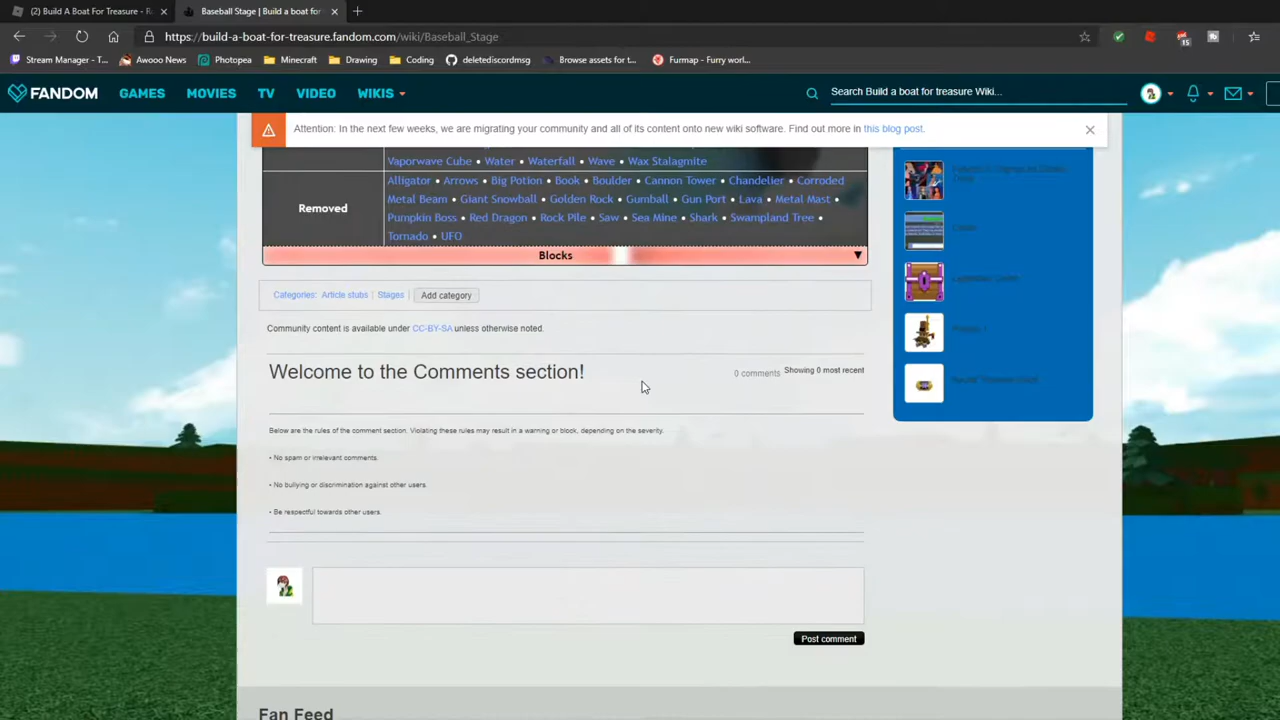 (2) Build A Boat For Treasure - R
Baseball Stage | Build a boat for
https://build-a-boat-for-treasure.fandom.com/wiki/Baseball_Stage
15
Stream Manager - T... Awooo News Photopea Minecraft Drawing Coding deleteddiscordmsg Browse assets for t... Furmap - Furry worl...
FANDOM GAMES MOVIES TV VIDEO WIKIS Search Build a boat for treasure Wiki...
Attention: In the next few weeks, we are migrating your community and all of its content onto new wiki software. Find out more in this blog post.
Vaporwave Cube • Water • Waterfall • Wave • Wax Stalagmite
Removed
Alligator • Arrows • Big Potion • Book • Boulder • Cannon Tower • Chandelier • Corroded
Metal Beam • Giant Snowball • Golden Rock • Gumball • Gun Port • Lava • Metal Mast •
Pumpkin Boss • Red Dragon • Rock Pile • Saw • Sea Mine • Shark • Swampland Tree •
Tornado • UFO
Blocks
Categories: Article stubs | Stages Add category
Community content is available under CC-BY-SA unless otherwise noted.
Welcome to the Comments section!
0 comments Showing 0 most recent
Below are the rules of the comment section. Violating these rules may result in a warning or block, depending on the severity.
• No spam or irrelevant comments.
• No bullying or discrimination against other users.
• Be respectful towards other users.
Post comment
Fan Feed